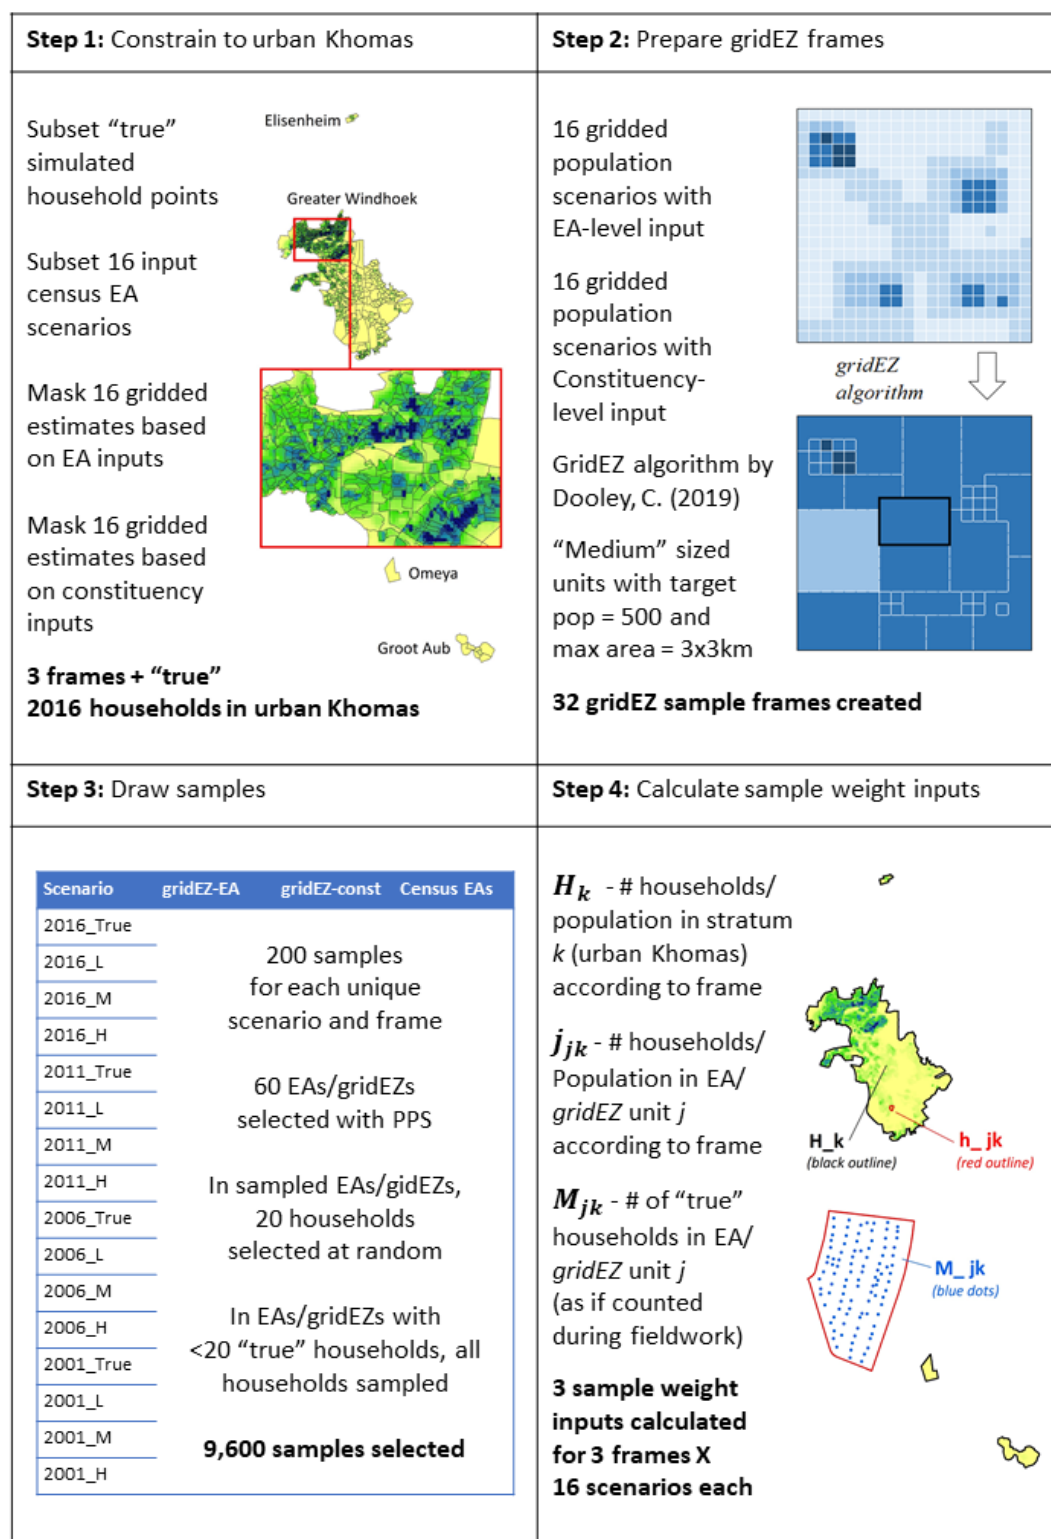 Step 1: Constrain to urban Khomas
Subset “true”
simulated
household points
Subset 16 input
census EA
scenarios
Mask 16 gridded
estimates based
on EA inputs
Mask 16 gridded
estimates based
on constituency
inputs
3 frames + “true”
2016 households in urban Khomas
Elisenheim
Greater Windhoek
Omeya
Groot Aub
Step 2: Prepare gridEZ frames
16 gridded
population
scenarios with
EA-level input
16 gridded
population
scenarios with
Constituency-
level input
GridEZ algorithm by
Dooley, C. (2019)
“Medium” sized
units with target
pop = 500 and
max area = 3x3km
32 gridEZ sample frames created
gridEZ
algorithm
Step 3: Draw samples
Scenario gridEZ-EA gridEZ-const Census EAs
2016_True
2016_L
2016_M
2016_H
2011_True
2011_L
2011_M
2011_H
2006_True
2006_L
2006_M
2006_H
2001_True
2001_L
2001_M
2001_H
200 samples
for each unique
scenario and frame
60 EAs/gridEZs
selected with PPS
In sampled EAs/gidEZs,
20 households
selected at random
In EAs/gridEZs with
<20 “true” households, all
households sampled
9,600 samples selected
Step 4: Calculate sample weight inputs
H_k - # households/
population in stratum
k (urban Khomas)
according to frame
j_jk - # households/
Population in EA/
gridEZ unit j
according to frame
M_jk - # of “true”
households in EA/
gridEZ unit j
(as if counted
during fieldwork)
3 sample weight
inputs calculated
for 3 frames X
16 scenarios each
H_k
(black outline)
h_ jk
(red outline)
M_ jk
(blue dots)